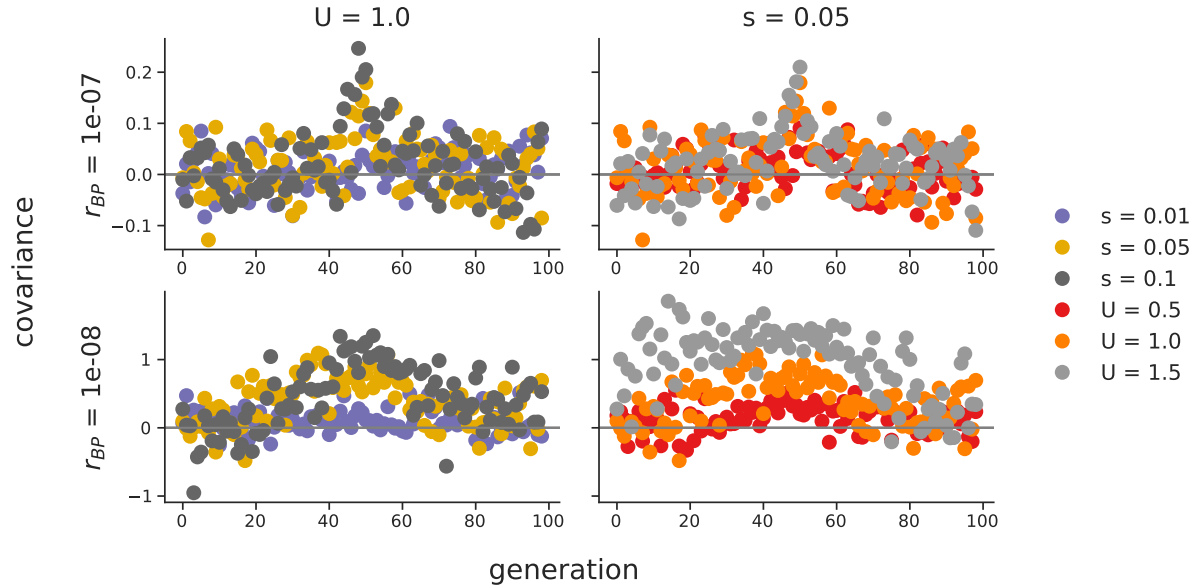 U = 1.0
s = 0.05
r_BP = 1e-07
0.2
0.1
0.0
−0.1
0 20 40 60 80 100
0 20 40 60 80 100
covariance
r_BP = 1e-08
1
0
−1
0 20 40 60 80 100
0 20 40 60 80 100
generation
s = 0.01
s = 0.05
s = 0.1
U = 0.5
U = 1.0
U = 1.5